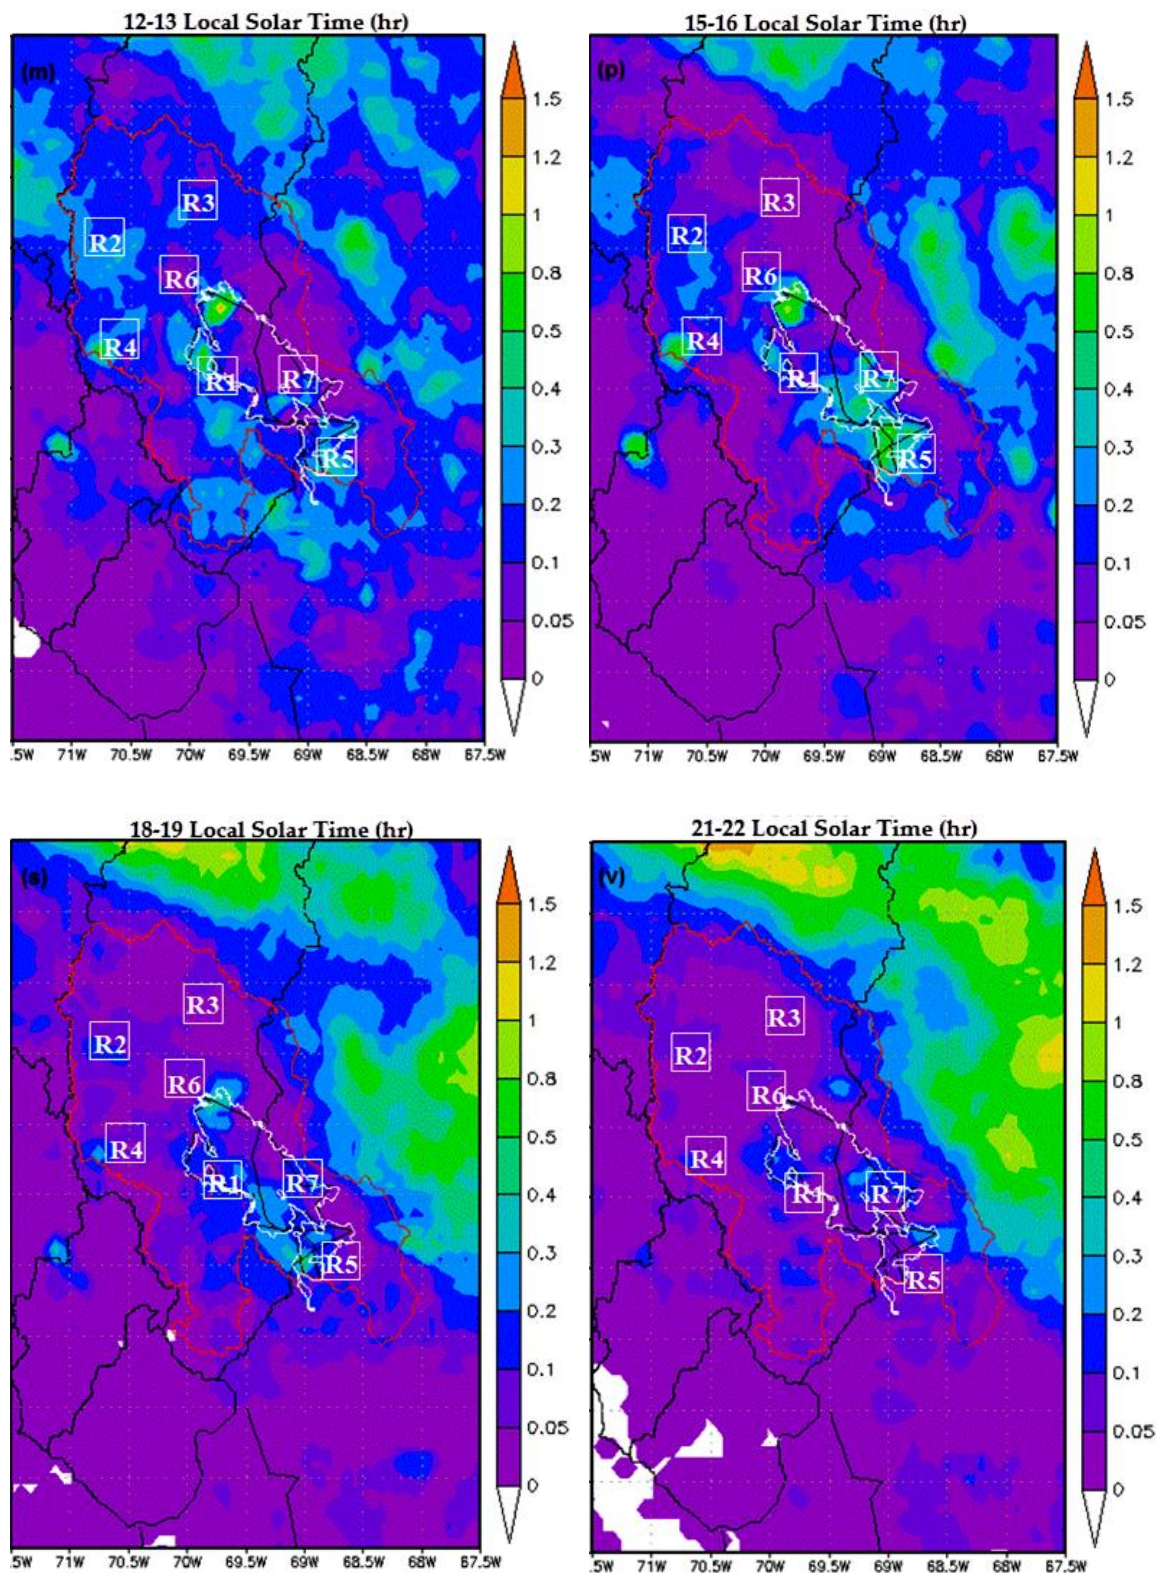 12-13 Local Solar Time (hr)
(m)
R3
R2
R6
R4
R1
R7
R5
1.5
1.2
1
0.8
0.5
0.4
0.3
0.2
0.1
0.05
0
.5W 71W 70.5W 70W 69.5W 69W 68.5W 68W 67.5W
15-16 Local Solar Time (hr)
(p)
R3
R2
R6
R4
R1
R7
R5
1.5
1.2
1
0.8
0.5
0.4
0.3
0.2
0.1
0.05
0
.5W 71W 70.5W 70W 69.5W 69W 68.5W 68W 67.5W
18-19 Local Solar Time (hr)
(s)
R3
R2
R6
R4
R1
R7
R5
1.5
1.2
1
0.8
0.5
0.4
0.3
0.2
0.1
0.05
0
.5W 71W 70.5W 70W 69.5W 69W 68.5W 68W 67.5W
21-22 Local Solar Time (hr)
(v)
R3
R2
R6
R4
R1
R7
R5
1.5
1.2
1
0.8
0.5
0.4
0.3
0.2
0.1
0.05
0
.5W 71W 70.5W 70W 69.5W 69W 68.5W 68W 67.5W